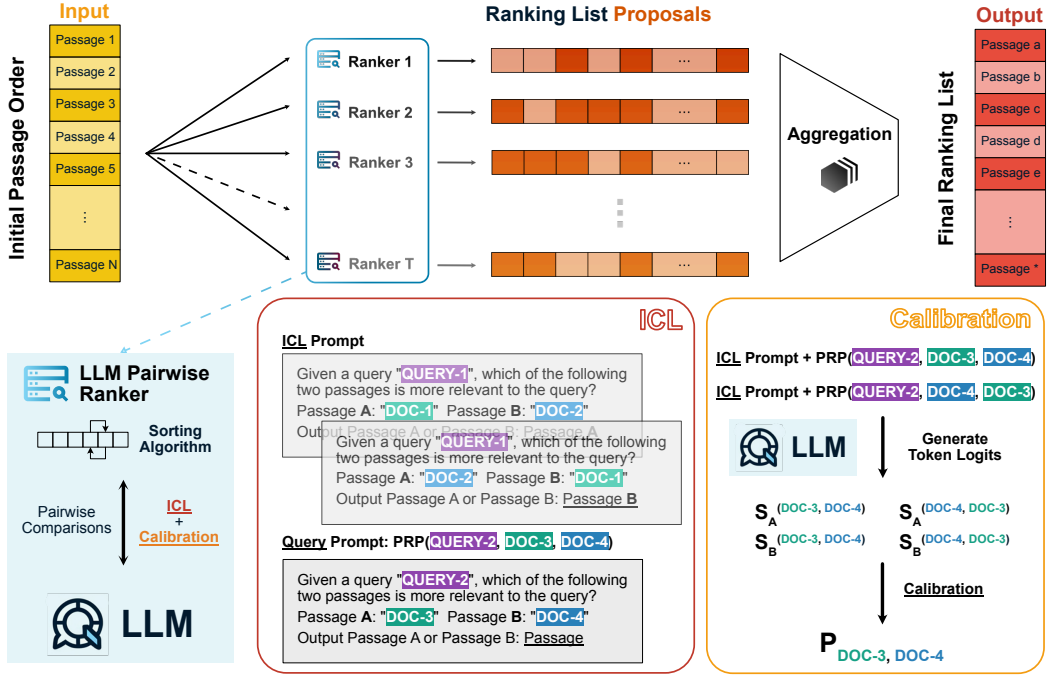 Input
Ranking List Proposals
Output
Initial Passage Order
Passage 1
Passage 2
Passage 3
Passage 4
Passage 5
⋮
Passage N
Ranker 1
Ranker 2
Ranker 3
Ranker T
...
...
...
⋮
...
Aggregation
Final Ranking List
Passage a
Passage b
Passage c
Passage d
Passage e
⋮
Passage *
LLM Pairwise
Ranker
Sorting
Algorithm
Pairwise
Comparisons
ICL
+
Calibration
LLM
ICL
ICL Prompt
Given a query "QUERY-1", which of the following
two passages is more relevant to the query?
Passage A: "DOC-1" Passage B: "DOC-2"
Output Passage A or Passage B: Passage A
Given a query "QUERY-1", which of the following
two passages is more relevant to the query?
Passage A: "DOC-2" Passage B: "DOC-1"
Output Passage A or Passage B: Passage B
Query Prompt: PRP(QUERY-2, DOC-3, DOC-4)
Given a query "QUERY-2", which of the following
two passages is more relevant to the query?
Passage A: "DOC-3" Passage B: "DOC-4"
Output Passage A or Passage B: Passage
Calibration
ICL Prompt + PRP(QUERY-2, DOC-3, DOC-4)
ICL Prompt + PRP(QUERY-2, DOC-4, DOC-3)
LLM
Generate
Token Logits
S_A^(DOC-3, DOC-4) S_A^(DOC-4, DOC-3)
S_B^(DOC-3, DOC-4) S_B^(DOC-4, DOC-3)
Calibration
P_DOC-3, DOC-4